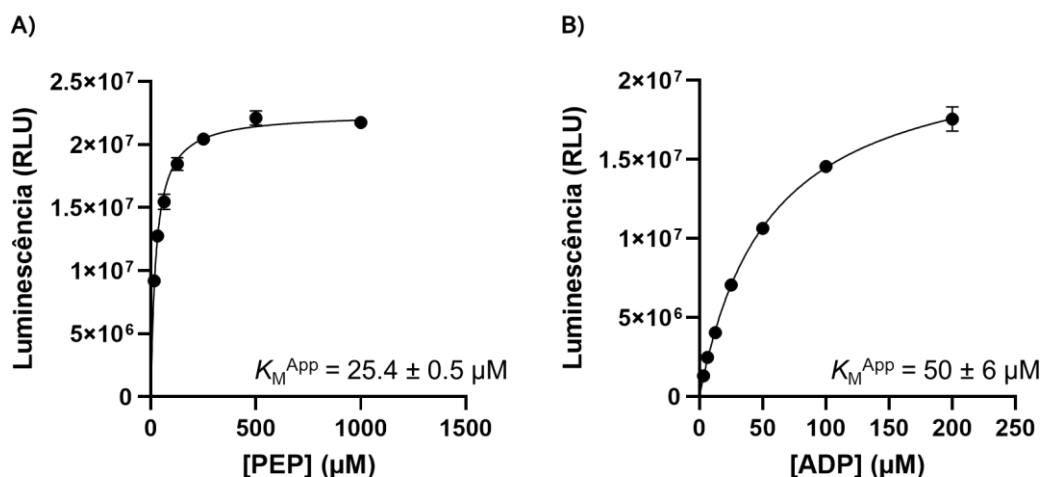 A)
Luminescência (RLU)
2.5×10⁷
2×10⁷
1.5×10⁷
1×10⁷
5×10⁶
0
K_M^App = 25.4 ± 0.5 µM
0 500 1000 1500
[PEP] (µM)
B)
Luminescência (RLU)
2×10⁷
1.5×10⁷
1×10⁷
5×10⁶
0
K_M^App = 50 ± 6 µM
0 50 100 150 200 250
[ADP] (µM)